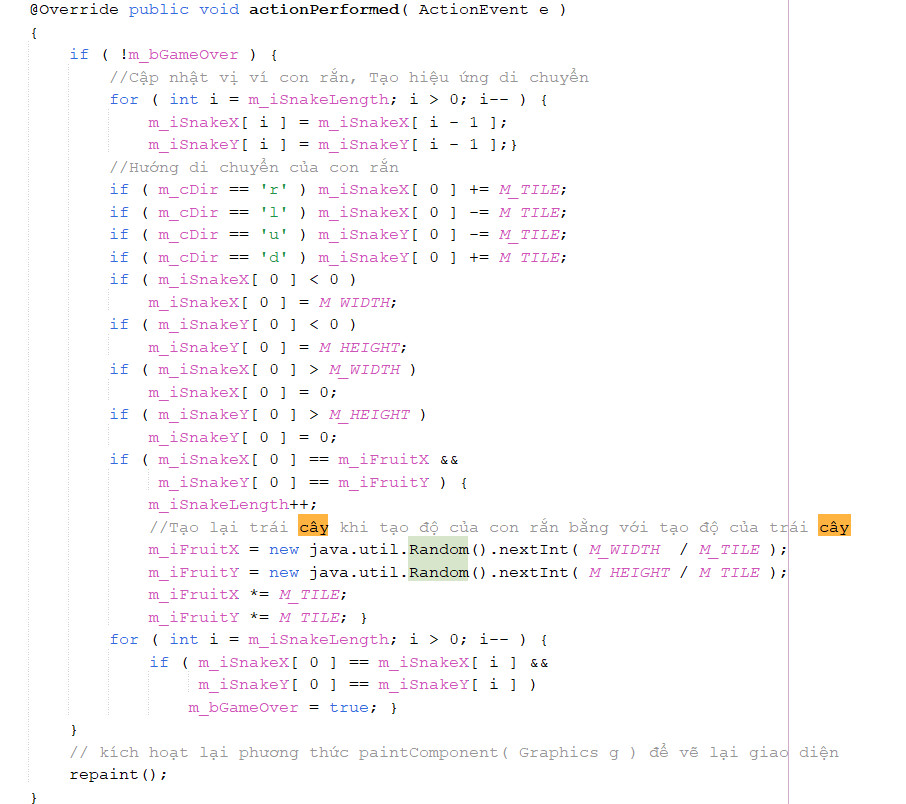 @Override public void actionPerformed( ActionEvent e )
{
if ( !m_bGameOver ) {
//Cập nhật vị ví con rắn, Tạo hiệu ứng di chuyển
for ( int i = m_iSnakeLength; i > 0; i-- ) {
m_iSnakeX[ i ] = m_iSnakeX[ i - 1 ];
m_iSnakeY[ i ] = m_iSnakeY[ i - 1 ];}
//Hướng di chuyển của con rắn
if ( m_cDir == 'r' ) m_iSnakeX[ 0 ] += M_TILE;
if ( m_cDir == 'l' ) m_iSnakeX[ 0 ] -= M_TILE;
if ( m_cDir == 'u' ) m_iSnakeY[ 0 ] -= M_TILE;
if ( m_cDir == 'd' ) m_iSnakeY[ 0 ] += M_TILE;
if ( m_iSnakeX[ 0 ] < 0 )
m_iSnakeX[ 0 ] = M_WIDTH;
if ( m_iSnakeY[ 0 ] < 0 )
m_iSnakeY[ 0 ] = M_HEIGHT;
if ( m_iSnakeX[ 0 ] > M_WIDTH )
m_iSnakeX[ 0 ] = 0;
if ( m_iSnakeY[ 0 ] > M_HEIGHT )
m_iSnakeY[ 0 ] = 0;
if ( m_iSnakeX[ 0 ] == m_iFruitX &&
m_iSnakeY[ 0 ] == m_iFruitY ) {
m_iSnakeLength++;
//Tạo lại trái cây khi tạo độ của con rắn bằng với tạo độ của trái cây
m_iFruitX = new java.util.Random().nextInt( M_WIDTH / M_TILE );
m_iFruitY = new java.util.Random().nextInt( M_HEIGHT / M_TILE );
m_iFruitX *= M_TILE;
m_iFruitY *= M_TILE; }
for ( int i = m_iSnakeLength; i > 0; i-- ) {
if ( m_iSnakeX[ 0 ] == m_iSnakeX[ i ] &&
m_iSnakeY[ 0 ] == m_iSnakeY[ i ] )
m_bGameOver = true; }
}
// kích hoạt lại phương thức paintComponent( Graphics g ) để vẽ lại giao diện
repaint();
}